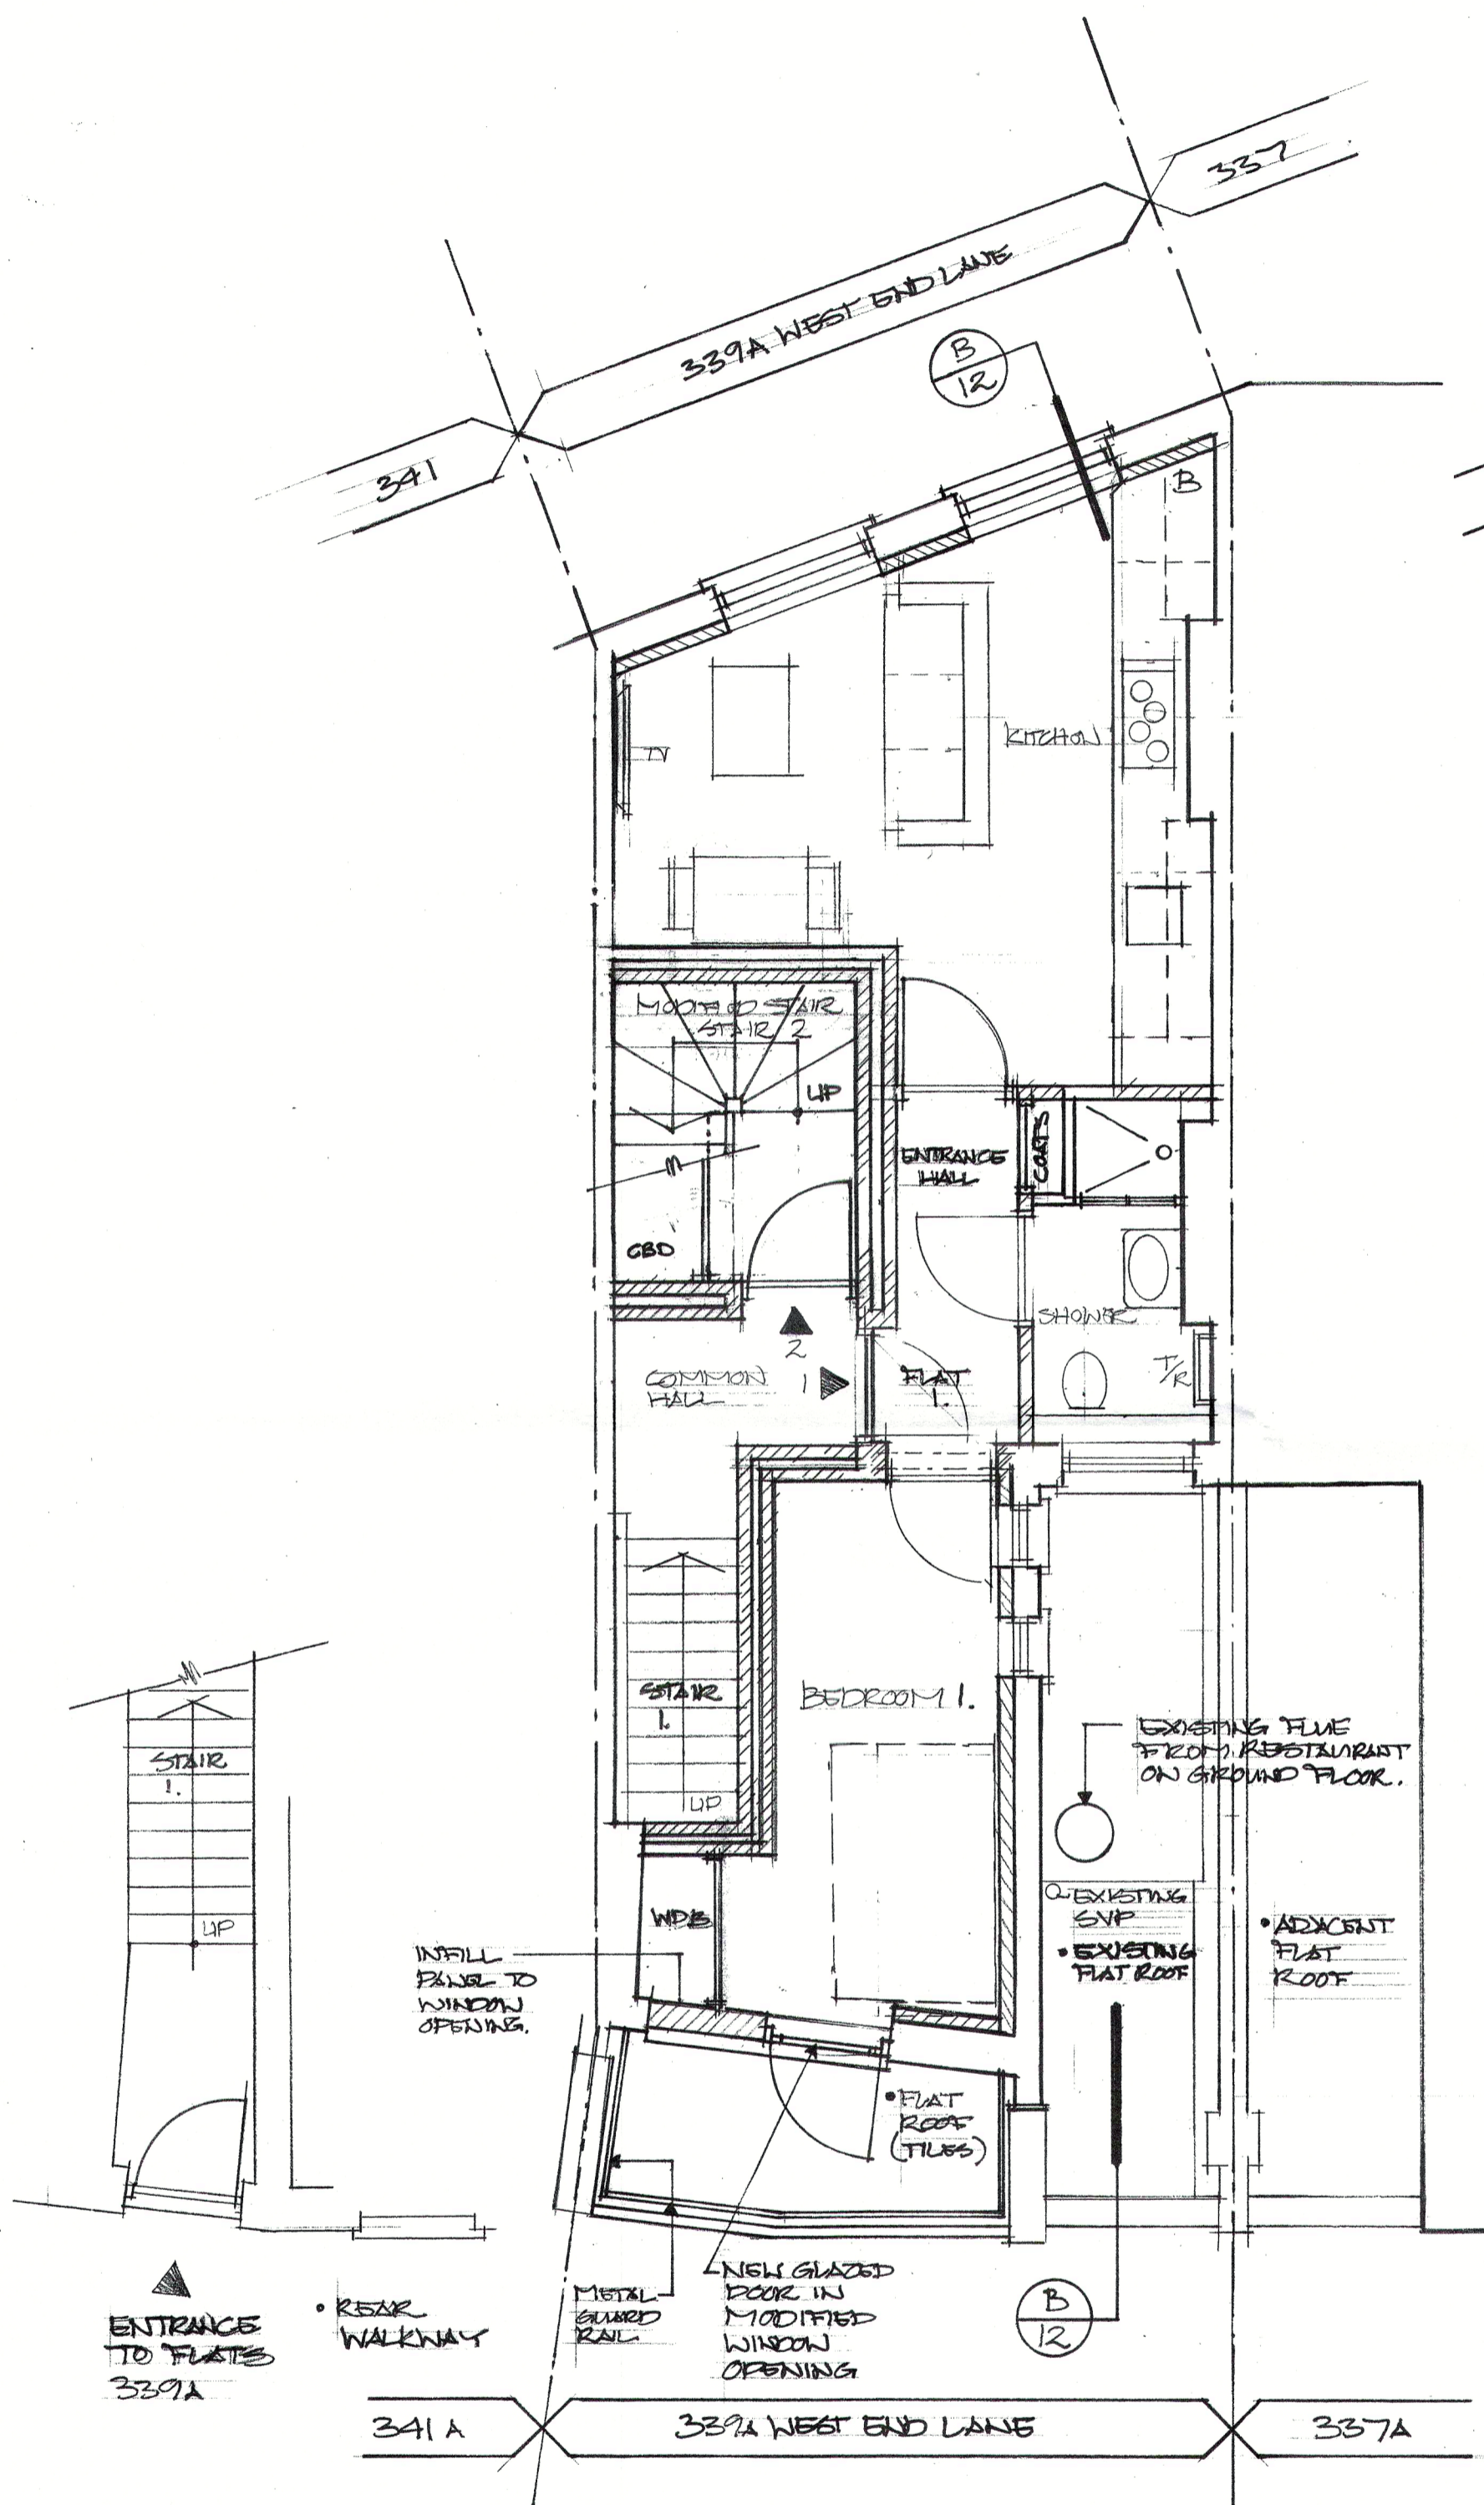 337
339A WEST END LANE
B
12
341
B
KITCHEN
TV
MODIFIED STAIR
STAIR 2
UP
ENTRANCE
HALL
COATS
CBD
SHOWER
2
1
COMMON
HALL
FLAT
1.
T/R
STAIR
1.
UP
BEDROOM 1.
EXISTING FLUE
FROM RESTAURANT
ON GROUND FLOOR.
STAIR
1.
UP
WDB
EXISTING
SVP
• EXISTING
FLAT ROOF
• ADJACENT
FLAT
ROOF
INFILL
PANEL TO
WINDOW
OPENING.
• FLAT
ROOF
(TILES)
METAL
GUARD
RAIL
NEW GLAZED
DOOR IN
MODIFIED
WINDOW
OPENING
B
12
ENTRANCE
TO FLATS
339A
• REAR
WALKWAY
341A
339A WEST END LANE
337A